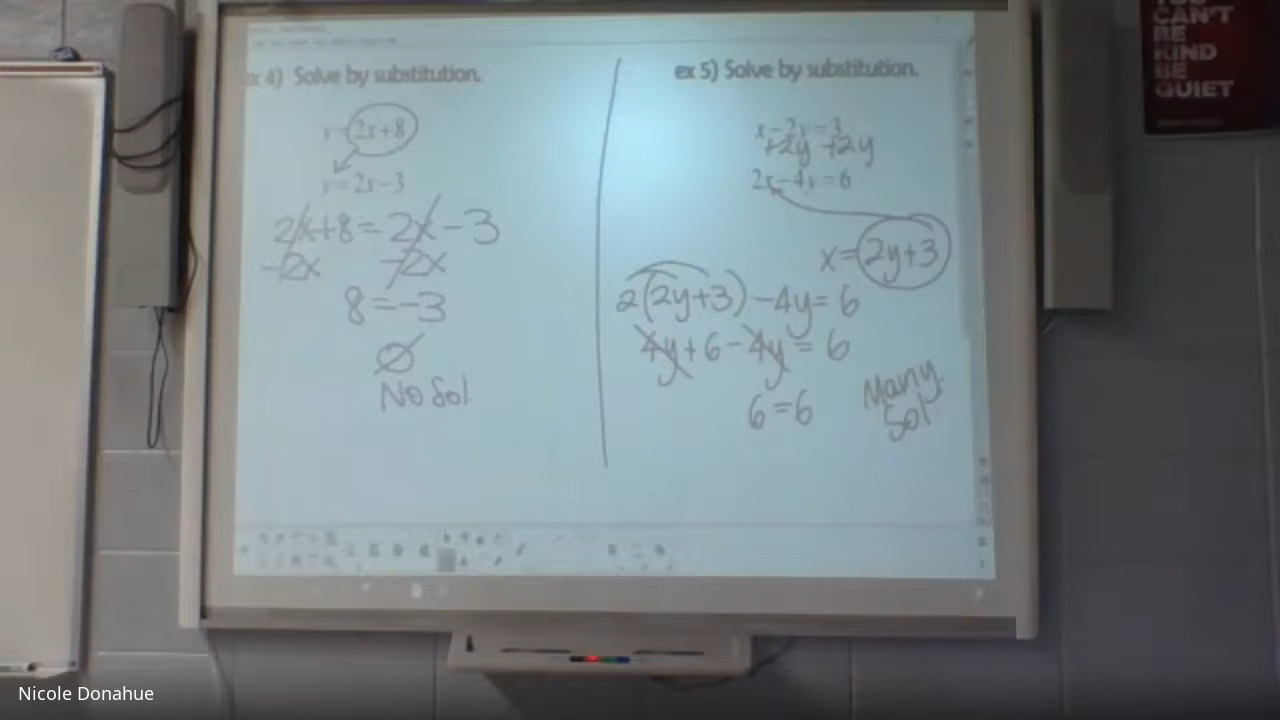 x 4) Solve by substitution.
y = 2x + 8
y = 2x - 3
2x + 8 = 2x - 3
-2x -2x
8 = -3
∅
No Sol
ex 5) Solve by substitution.
x - 2y = 3
+2y +2y
2x - 4y = 6
x = 2y + 3
2(2y + 3) - 4y = 6
4y + 6 - 4y = 6
6 = 6
Many
Sol
YOU
CAN'T
BE
KIND
BE
QUIET
Nicole Donahue